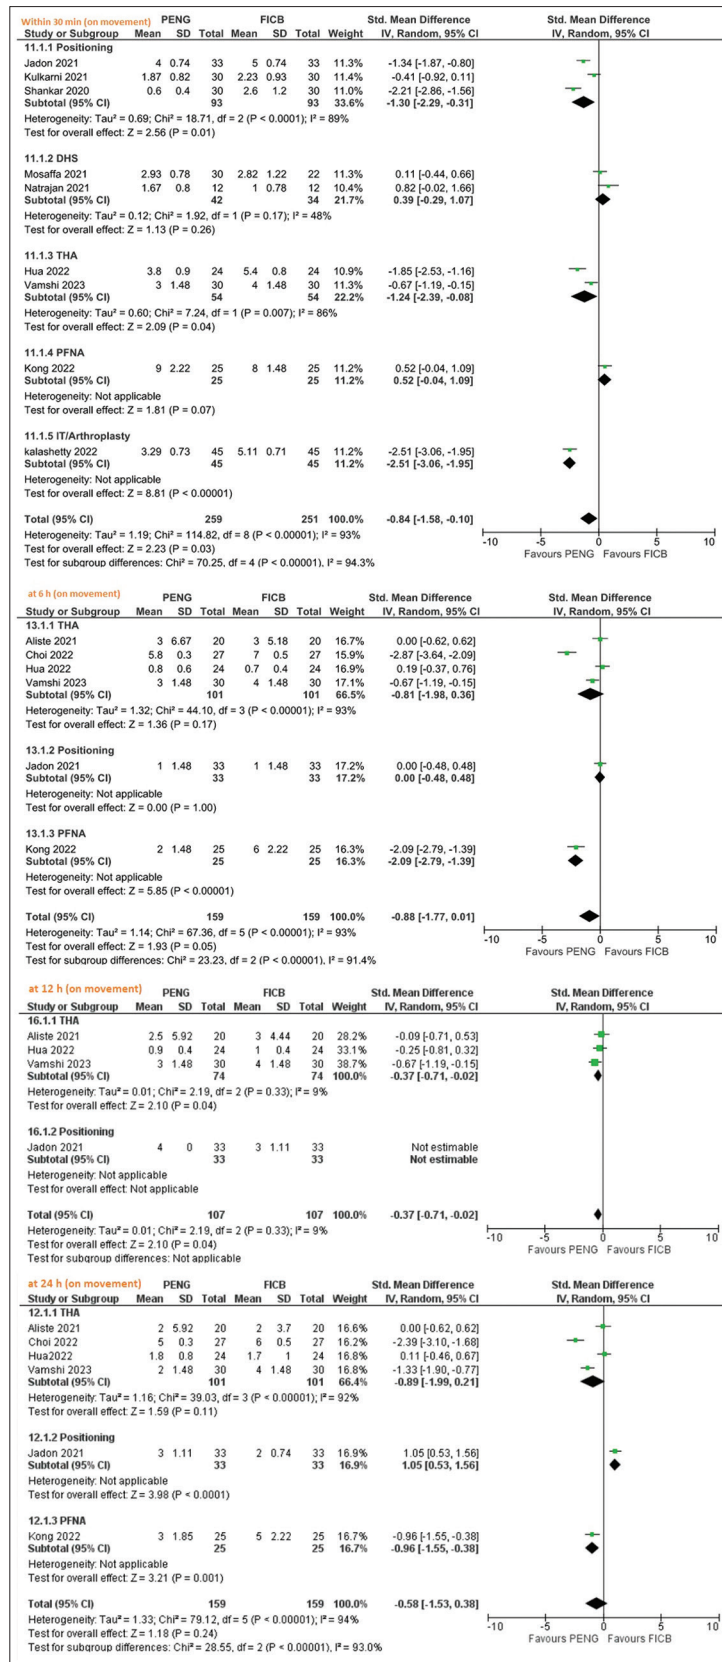 Within 30 min (on movement) PENG FICB Std. Mean Difference Std. Mean Difference
Study or Subgroup Mean SD Total Mean SD Total Weight IV, Random, 95% CI IV, Random, 95% CI
11.1.1 Positioning
Jadon 2021 4 0.74 33 5 0.74 33 11.3% -1.34 [-1.87, -0.80]
Kulkarni 2021 1.87 0.82 30 2.23 0.93 30 11.4% -0.41 [-0.92, 0.11]
Shankar 2020 0.6 0.4 30 2.6 1.2 30 10.9% -2.21 [-2.86, -1.56]
Subtotal (95% CI) 93 93 33.6% -1.30 [-2.29, -0.31]
Heterogeneity: Tau² = 0.69; Chi² = 18.71, df = 2 (P < 0.0001); I² = 89%
Test for overall effect: Z = 2.56 (P = 0.01)
11.1.2 DHS
Mosaffa 2021 2.93 0.78 30 2.82 1.22 22 11.3% 0.11 [-0.44, 0.66]
Natrajan 2021 1.67 0.8 12 1 0.78 12 10.4% 0.82 [-0.02, 1.66]
Subtotal (95% CI) 42 34 21.7% 0.39 [-0.29, 1.07]
Heterogeneity: Tau² = 0.12; Chi² = 1.92, df = 1 (P = 0.17); I² = 48%
Test for overall effect: Z = 1.13 (P = 0.26)
11.1.3 THA
Hua 2022 3.8 0.9 24 5.4 0.8 24 10.9% -1.85 [-2.53, -1.16]
Vamshi 2023 3 1.48 30 4 1.48 30 11.3% -0.67 [-1.19, -0.15]
Subtotal (95% CI) 54 54 22.2% -1.24 [-2.39, -0.08]
Heterogeneity: Tau² = 0.60; Chi² = 7.24, df = 1 (P = 0.007); I² = 86%
Test for overall effect: Z = 2.09 (P = 0.04)
11.1.4 PFNA
Kong 2022 9 2.22 25 8 1.48 25 11.2% 0.52 [-0.04, 1.09]
Subtotal (95% CI) 25 25 11.2% 0.52 [-0.04, 1.09]
Heterogeneity: Not applicable
Test for overall effect: Z = 1.81 (P = 0.07)
11.1.5 IT/Arthroplasty
kalashetty 2022 3.29 0.73 45 5.11 0.71 45 11.2% -2.51 [-3.06, -1.95]
Subtotal (95% CI) 45 45 11.2% -2.51 [-3.06, -1.95]
Heterogeneity: Not applicable
Test for overall effect: Z = 8.81 (P < 0.00001)
Total (95% CI) 259 251 100.0% -0.84 [-1.58, -0.10]
Heterogeneity: Tau² = 1.19; Chi² = 114.82, df = 8 (P < 0.00001); I² = 93%
Test for overall effect: Z = 2.23 (P = 0.03)
Test for subgroup differences: Chi² = 70.25, df = 4 (P < 0.00001), I² = 94.3%
-10 -5 0 5 10
Favours PENG Favours FICB
at 6 h (on movement) PENG FICB Std. Mean Difference Std. Mean Difference
Study or Subgroup Mean SD Total Mean SD Total Weight IV, Random, 95% CI IV, Random, 95% CI
13.1.1 THA
Aliste 2021 3 6.67 20 3 5.18 20 16.7% 0.00 [-0.62, 0.62]
Choi 2022 5.8 0.3 27 7 0.5 27 15.9% -2.87 [-3.64, -2.09]
Hua 2022 0.8 0.6 24 0.7 0.4 24 16.9% 0.19 [-0.37, 0.76]
Vamshi 2023 3 1.48 30 4 1.48 30 17.1% -0.67 [-1.19, -0.15]
Subtotal (95% CI) 101 101 66.5% -0.81 [-1.98, 0.36]
Heterogeneity: Tau² = 1.32; Chi² = 44.10, df = 3 (P < 0.00001); I² = 93%
Test for overall effect: Z = 1.36 (P = 0.17)
13.1.2 Positioning
Jadon 2021 1 1.48 33 1 1.48 33 17.2% 0.00 [-0.48, 0.48]
Subtotal (95% CI) 33 33 17.2% 0.00 [-0.48, 0.48]
Heterogeneity: Not applicable
Test for overall effect: Z = 0.00 (P = 1.00)
13.1.3 PFNA
Kong 2022 2 1.48 25 6 2.22 25 16.3% -2.09 [-2.79, -1.39]
Subtotal (95% CI) 25 25 16.3% -2.09 [-2.79, -1.39]
Heterogeneity: Not applicable
Test for overall effect: Z = 5.85 (P < 0.00001)
Total (95% CI) 159 159 100.0% -0.88 [-1.77, 0.01]
Heterogeneity: Tau² = 1.14; Chi² = 67.36, df = 5 (P < 0.00001); I² = 93%
Test for overall effect: Z = 1.93 (P = 0.05)
Test for subgroup differences: Chi² = 23.23, df = 2 (P < 0.00001), I² = 91.4%
-10 -5 0 5 10
Favours PENG Favours FICB
at 12 h (on movement) PENG FICB Std. Mean Difference Std. Mean Difference
Study or Subgroup Mean SD Total Mean SD Total Weight IV, Random, 95% CI IV, Random, 95% CI
16.1.1 THA
Aliste 2021 2.5 5.92 20 3 4.44 20 28.2% -0.09 [-0.71, 0.53]
Hua 2022 0.9 0.4 24 1 0.4 24 33.1% -0.25 [-0.81, 0.32]
Vamshi 2023 3 1.48 30 4 1.48 30 38.7% -0.67 [-1.19, -0.15]
Subtotal (95% CI) 74 74 100.0% -0.37 [-0.71, -0.02]
Heterogeneity: Tau² = 0.01; Chi² = 2.19, df = 2 (P = 0.33); I² = 9%
Test for overall effect: Z = 2.10 (P = 0.04)
16.1.2 Positioning
Jadon 2021 4 0 33 3 1.11 33 Not estimable
Subtotal (95% CI) 33 33 Not estimable
Heterogeneity: Not applicable
Test for overall effect: Not applicable
Total (95% CI) 107 107 100.0% -0.37 [-0.71, -0.02]
Heterogeneity: Tau² = 0.01; Chi² = 2.19, df = 2 (P = 0.33); I² = 9%
Test for overall effect: Z = 2.10 (P = 0.04)
Test for subgroup differences: Not applicable
-10 -5 0 5 10
Favours PENG Favours FICB
at 24 h (on movement) PENG FICB Std. Mean Difference Std. Mean Difference
Study or Subgroup Mean SD Total Mean SD Total Weight IV, Random, 95% CI IV, Random, 95% CI
12.1.1 THA
Aliste 2021 2 5.92 20 2 3.7 20 16.6% 0.00 [-0.62, 0.62]
Choi 2022 5 0.3 27 6 0.5 27 16.2% -2.39 [-3.10, -1.68]
Hua2022 1.8 0.8 24 1.7 1 24 16.8% 0.11 [-0.46, 0.67]
Vamshi 2023 2 1.48 30 4 1.48 30 16.8% -1.33 [-1.90, -0.77]
Subtotal (95% CI) 101 101 66.4% -0.89 [-1.99, 0.21]
Heterogeneity: Tau² = 1.16; Chi² = 39.03, df = 3 (P < 0.00001); I² = 92%
Test for overall effect: Z = 1.59 (P = 0.11)
12.1.2 Positioning
Jadon 2021 3 1.11 33 2 0.74 33 16.9% 1.05 [0.53, 1.56]
Subtotal (95% CI) 33 33 16.9% 1.05 [0.53, 1.56]
Heterogeneity: Not applicable
Test for overall effect: Z = 3.98 (P < 0.0001)
12.1.3 PFNA
Kong 2022 3 1.85 25 5 2.22 25 16.7% -0.96 [-1.55, -0.38]
Subtotal (95% CI) 25 25 16.7% -0.96 [-1.55, -0.38]
Heterogeneity: Not applicable
Test for overall effect: Z = 3.21 (P = 0.001)
Total (95% CI) 159 159 100.0% -0.58 [-1.53, 0.38]
Heterogeneity: Tau² = 1.33; Chi² = 79.12, df = 5 (P < 0.00001); I² = 94%
Test for overall effect: Z = 1.18 (P = 0.24)
Test for subgroup differences: Chi² = 28.55, df = 2 (P < 0.00001), I² = 93.0%
-10 -5 0 5 10
Favours PENG Favours FICB